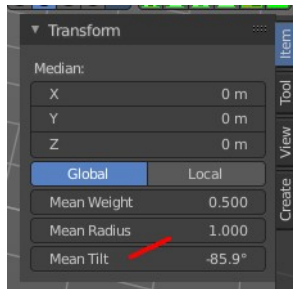 Transform
Median:
X 0 m
Y 0 m
Z 0 m
Global Local
Mean Weight 0.500
Mean Radius 1.000
Mean Tilt -85.9°
Item
Tool
View
Create